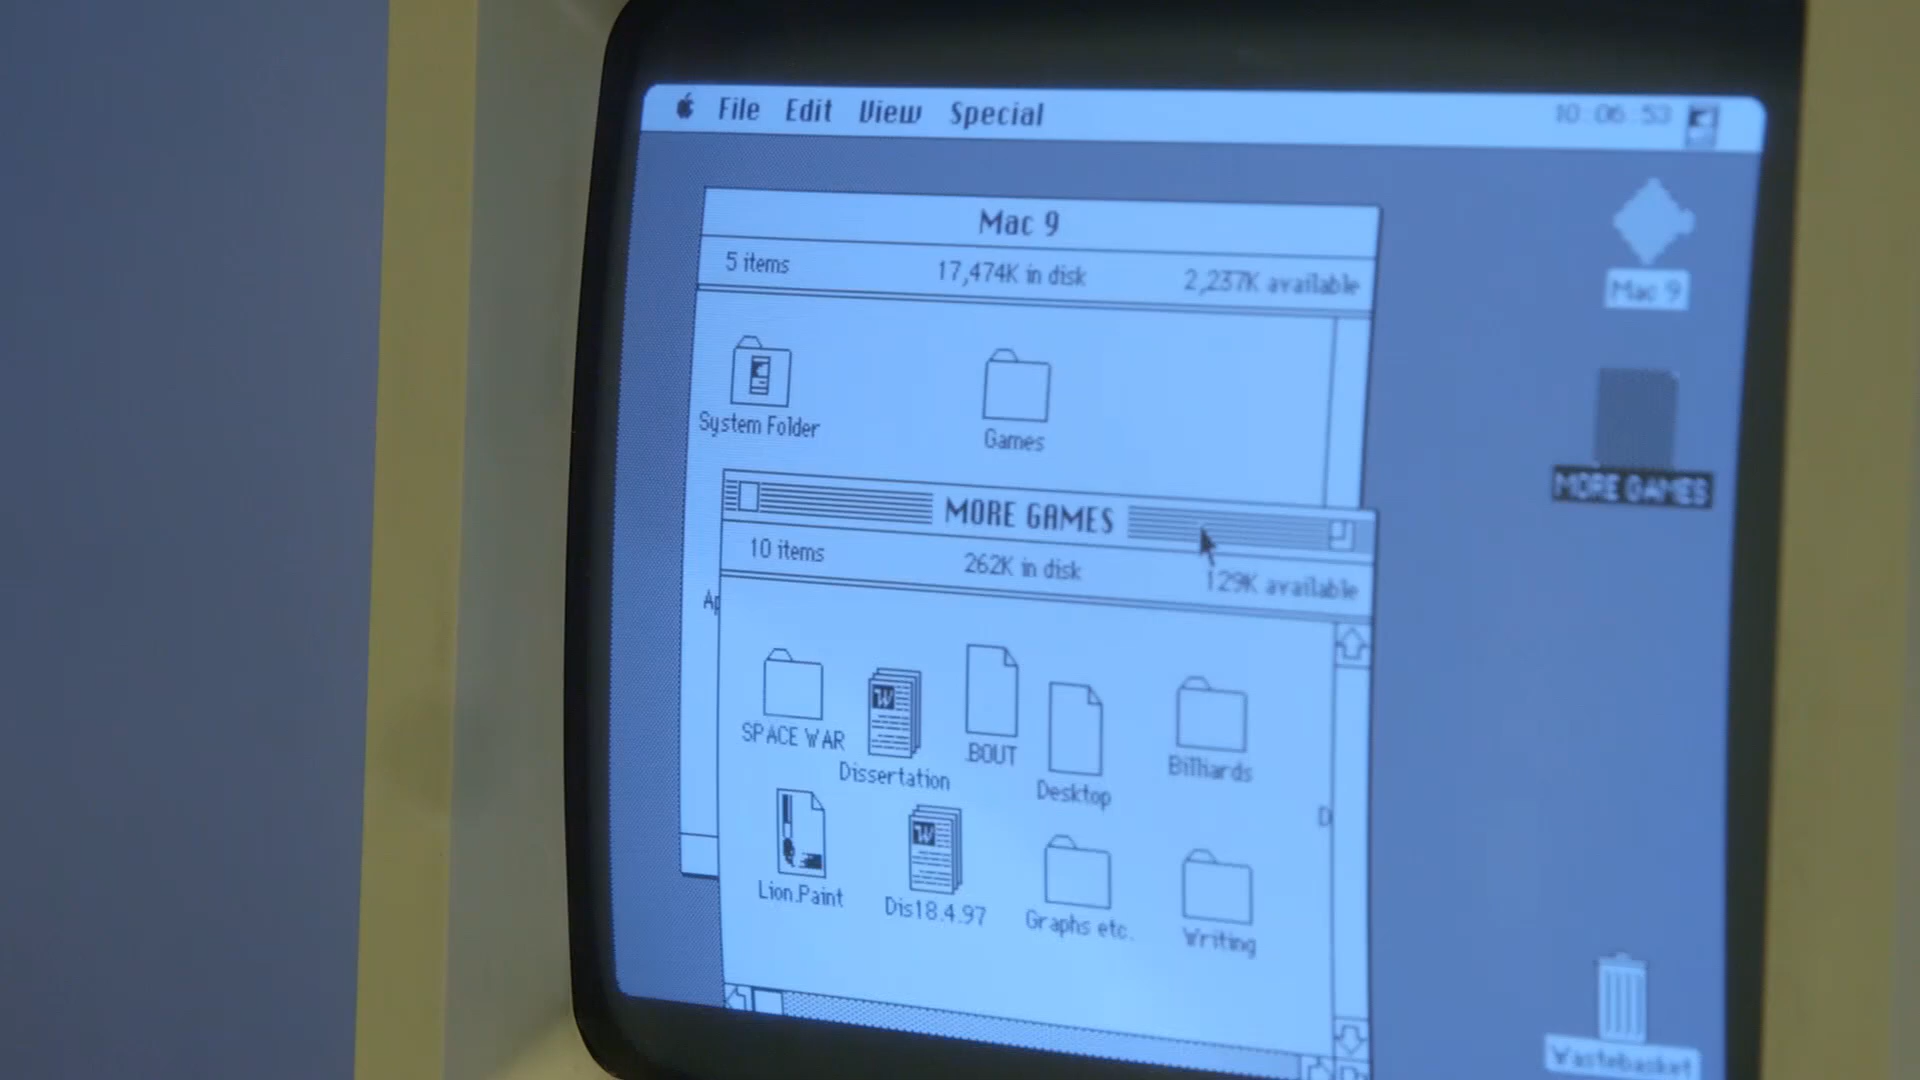 File Edit View Special 10:06:53
Mac 9
5 items 17,474K in disk 2,237K available
Mac 9
System Folder
Games
MORE GAMES
MORE GAMES
10 items 262K in disk 129K available
Ap
SPACE WAR
.BOUT
Billiards
Dissertation
Desktop
D
Lion.Paint
Dis18.4.97
Graphs etc.
Writing
Wastebasket